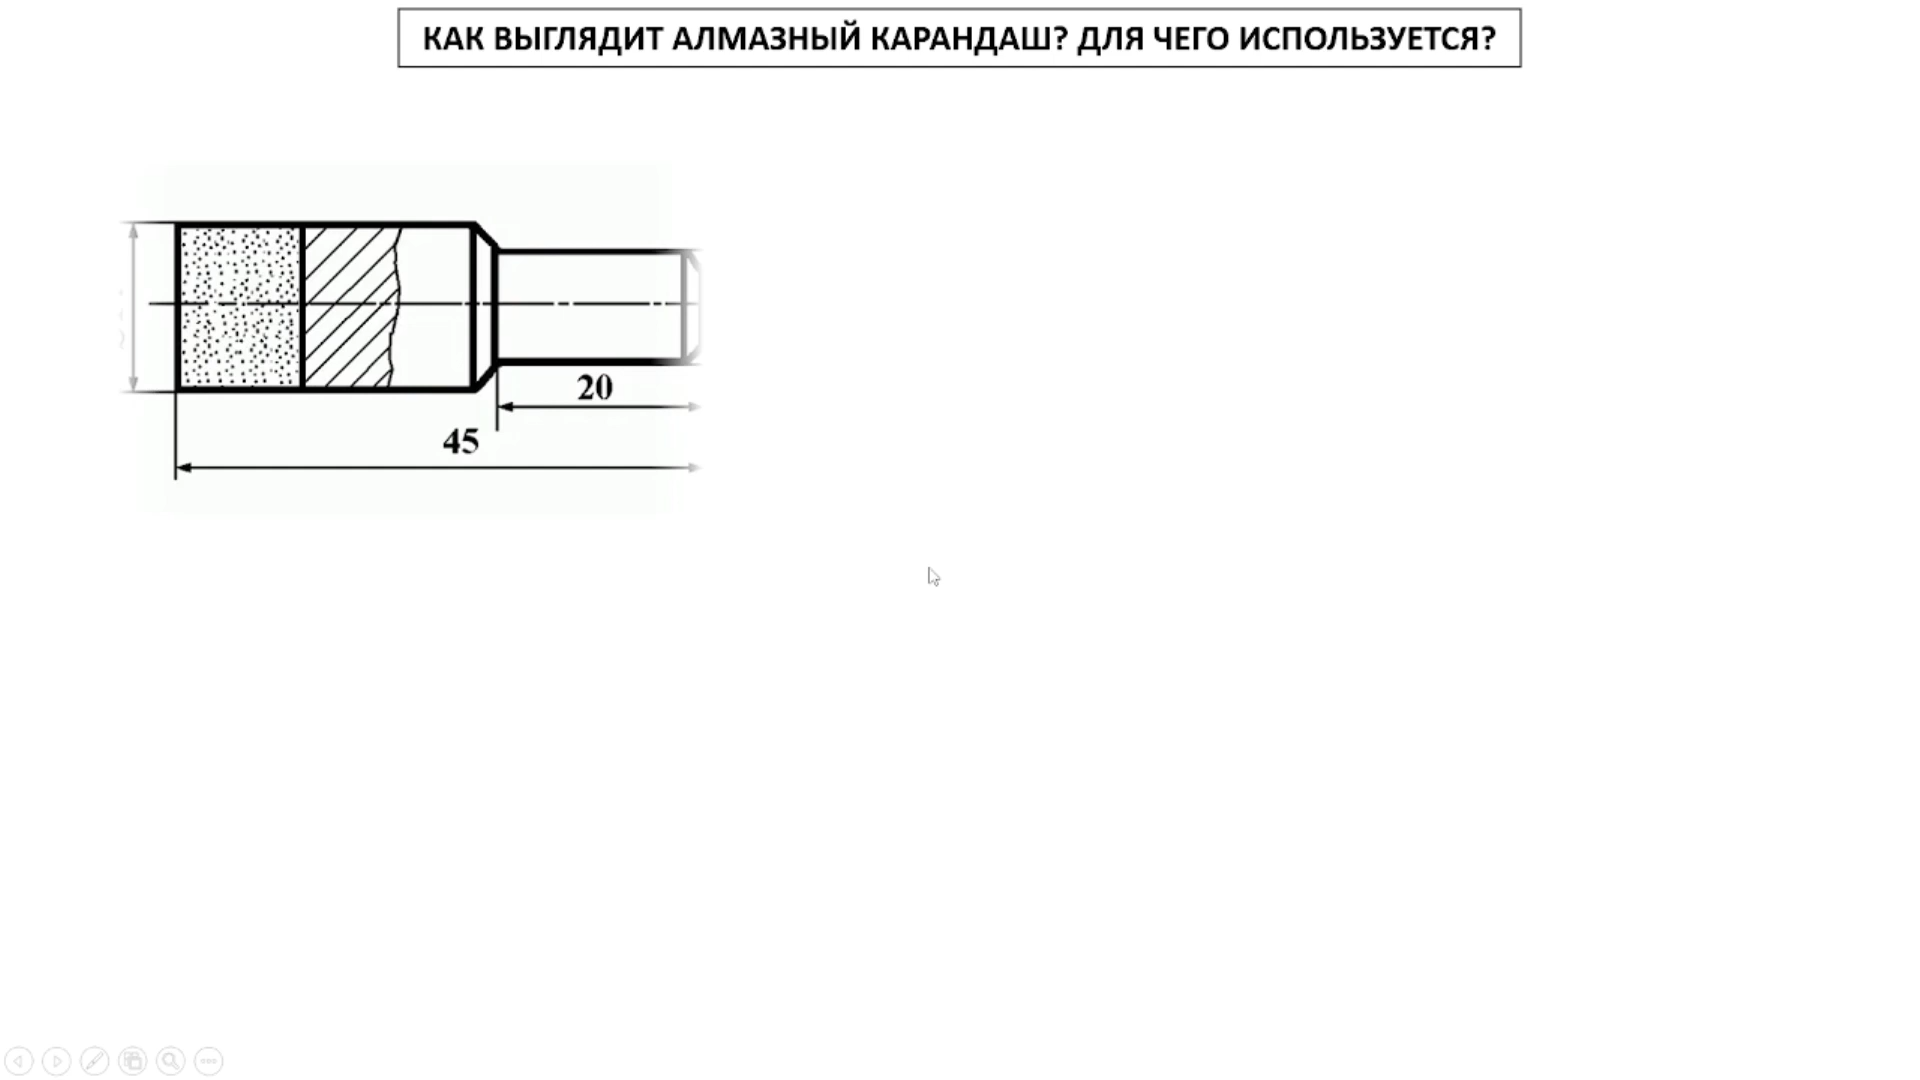 КАК ВЫГЛЯДИТ АЛМАЗНЫЙ КАРАНДАШ? ДЛЯ ЧЕГО ИСПОЛЬЗУЕТСЯ?
20
45